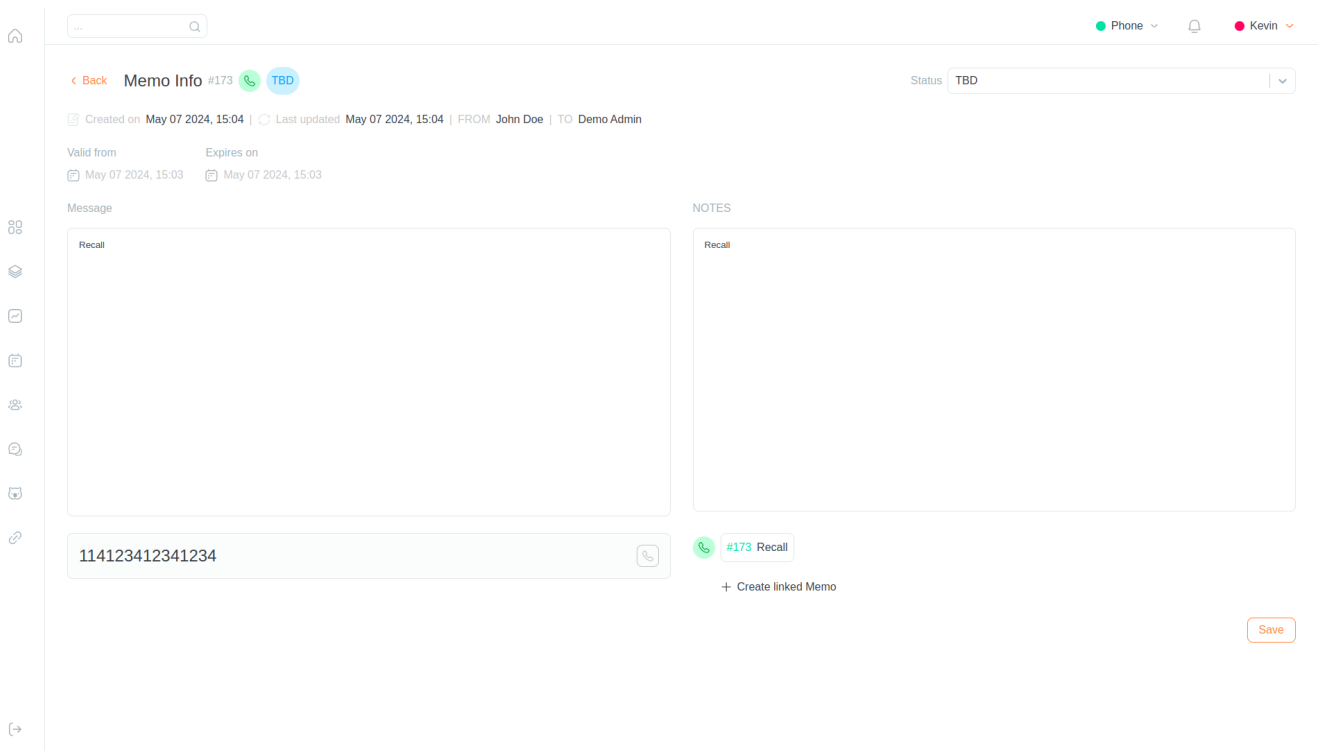 ...
Phone
Kevin
Back
Memo Info #173 TBD
Status TBD
Created on May 07 2024, 15:04 | Last updated May 07 2024, 15:04 | FROM John Doe | TO Demo Admin
Valid from Expires on
May 07 2024, 15:03 May 07 2024, 15:03
Message
Recall
114123412341234
NOTES
Recall
#173 Recall
Create linked Memo
Save